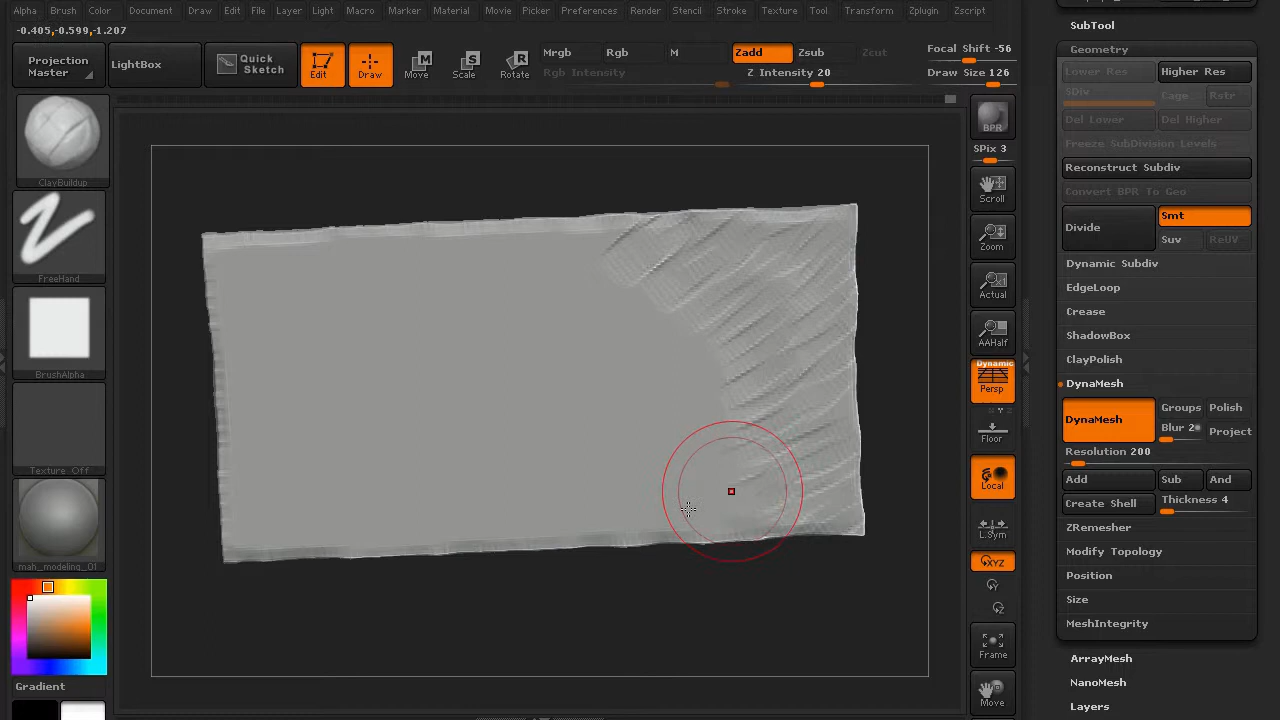 Alpha Brush Color Document Draw Edit File Layer Light Macro Marker Material Movie Picker Preferences Render Stencil Stroke Texture Tool Transform Zplugin Zscript
-0.405,-0.599,-1.207
Projection Master
LightBox
Quick Sketch
Edit
Draw
Move
Scale
Rotate
Mrgb Rgb M Zadd Zsub Zcut
Rgb Intensity Z Intensity 20
Focal Shift -56
Draw Size 126
ClayBuildup
FreeHand
BrushAlpha
Texture Off
mah_modeling_01
Gradient
BPR
SPix 3
Scroll
Zoom
Actual
AAHalf
Dynamic
Persp
Floor
Local
L.Sym
XYZ
Y
Z
Frame
Move
SubTool
Geometry
Lower Res Higher Res
SDiv Cage Rstr
Del Lower Del Higher
Freeze SubDivision Levels
Reconstruct Subdiv
Convert BPR To Geo
Divide Smt
Suv ReUV
Dynamic Subdiv
EdgeLoop
Crease
ShadowBox
ClayPolish
DynaMesh
DynaMesh Groups Polish
Blur 2 Project
Resolution 200
Add Sub And
Create Shell Thickness 4
ZRemesher
Modify Topology
Position
Size
MeshIntegrity
ArrayMesh
NanoMesh
Layers